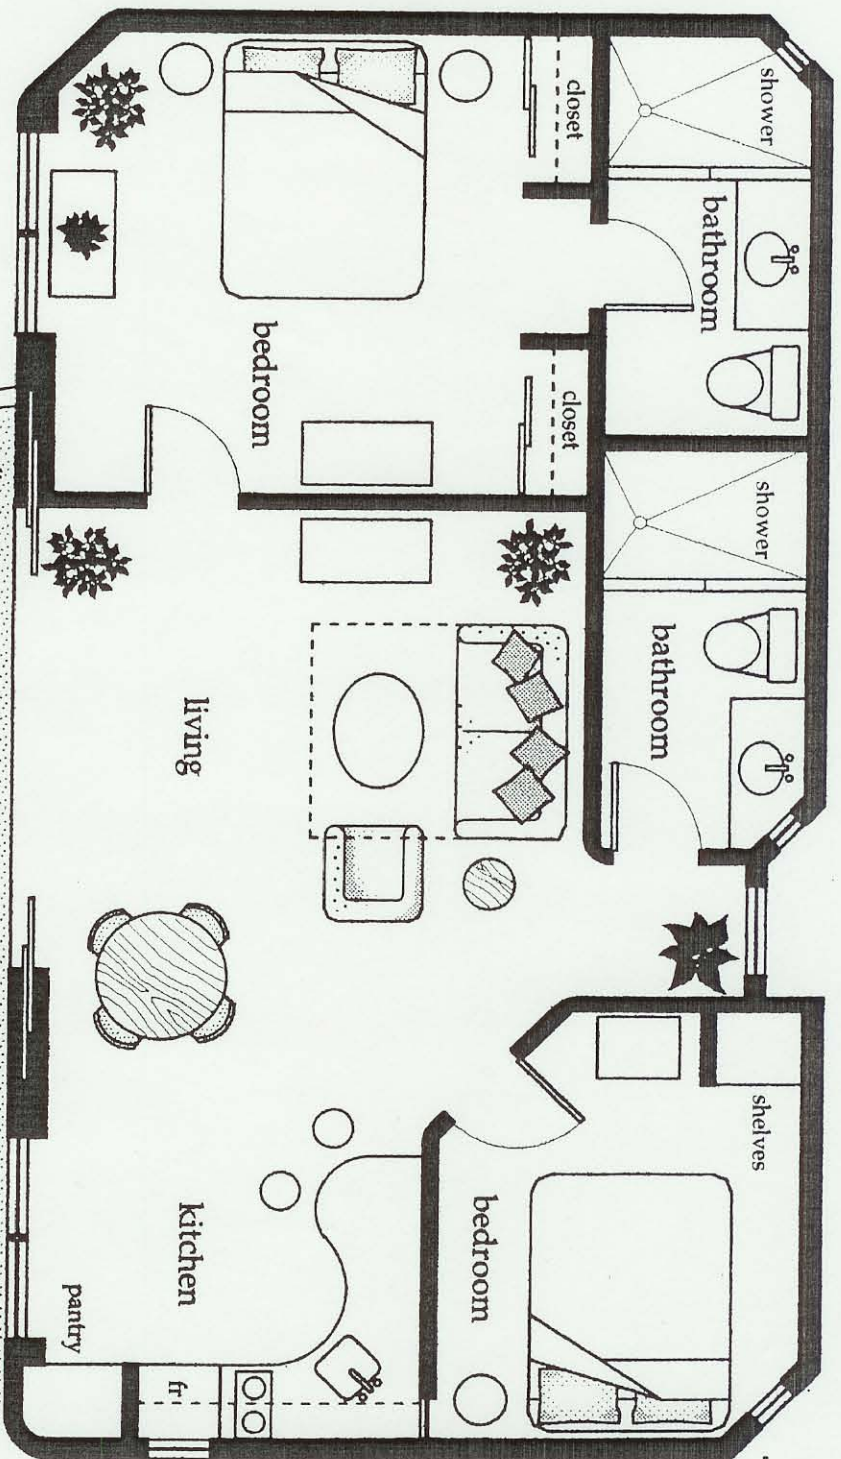 shower
shower
shelves
bathroom
bathroom
closet
closet
bedroom
bedroom
living
kitchen
fr
pantry